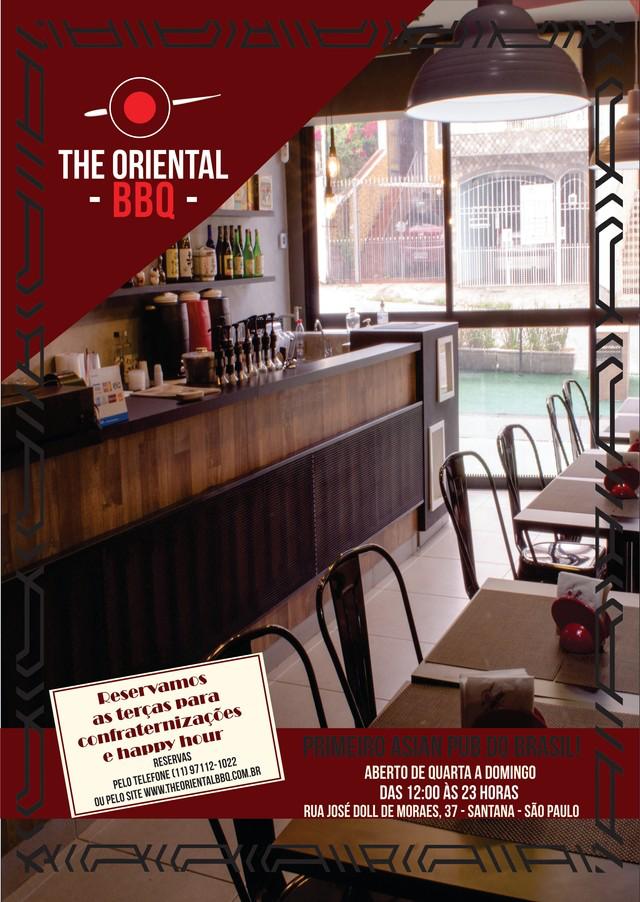 THE ORIENTAL
- BBQ -
Reservamos
as terças para
confraternizações
e happy hour
RESERVAS
PELO TELEFONE (11) 97112-1022
OU PELO SITE WWW.THEORIENTALBBQ.COM.BR
PRIMEIRO ASIAN PUB DO BRASIL!
ABERTO DE QUARTA A DOMINGO
DAS 12:00 ÀS 23 HORAS
RUA JOSÉ DOLL DE MORAES, 37 - SANTANA - SÃO PAULO